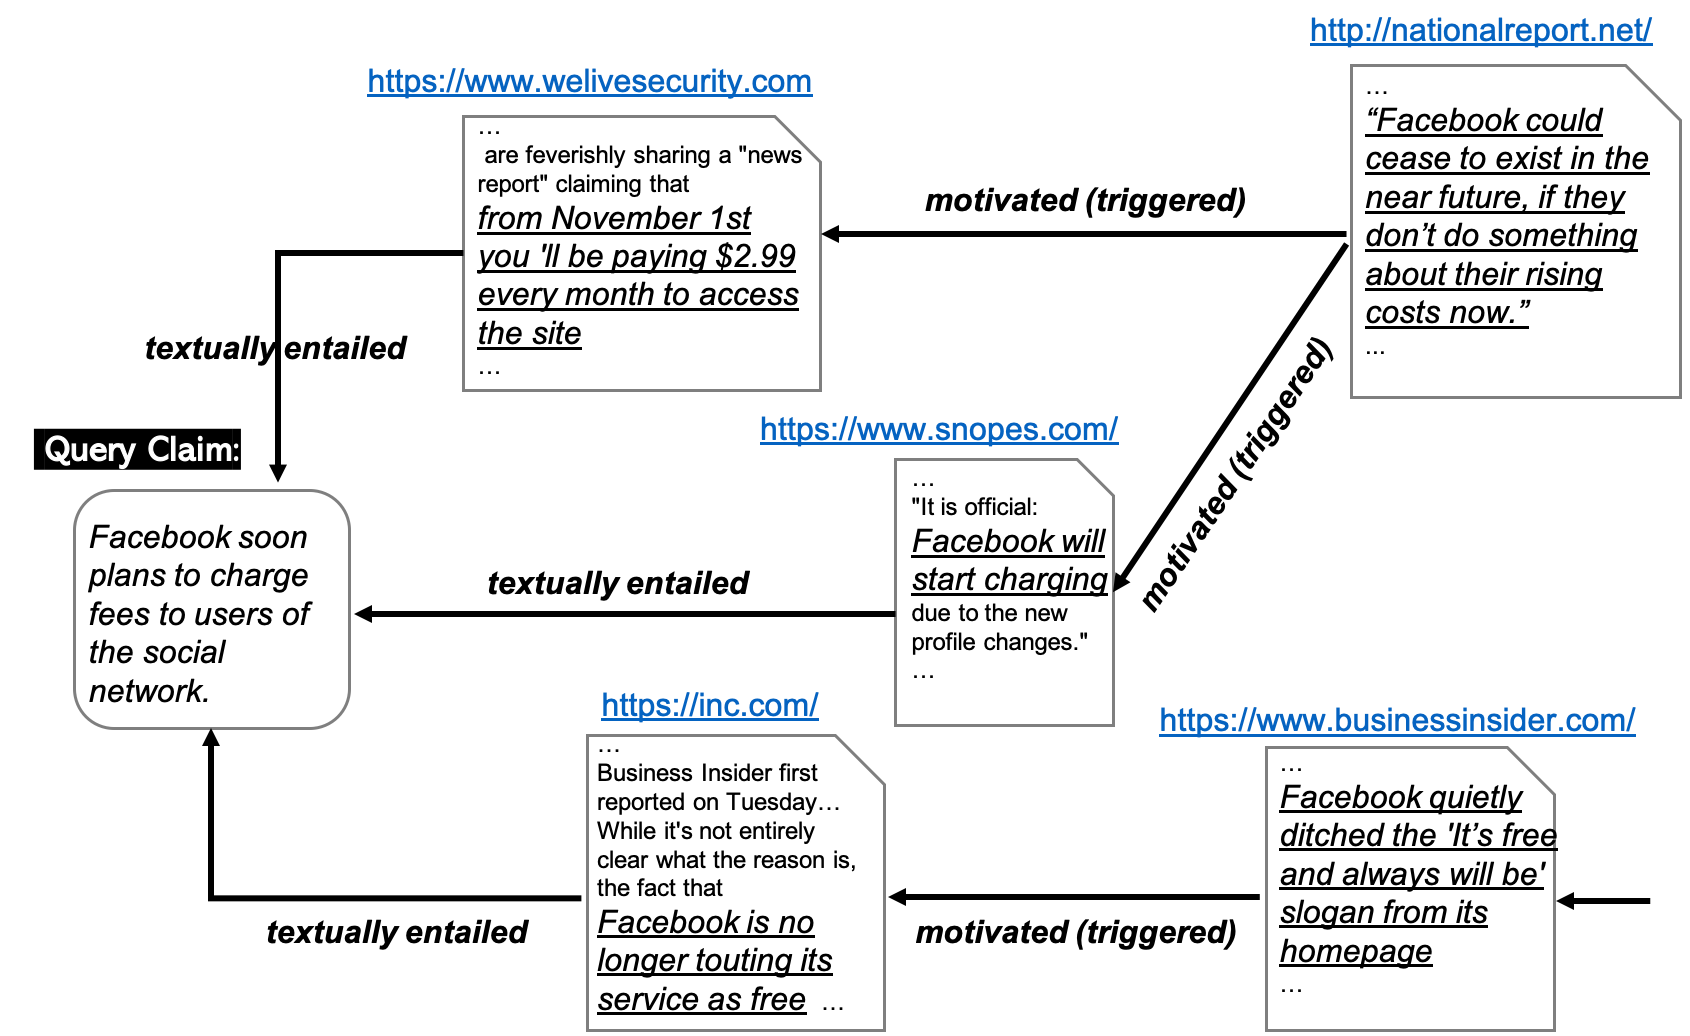 http://nationalreport.net/
https://www.welivesecurity.com
…
“Facebook could
cease to exist in the
near future, if they
don’t do something
about their rising
costs now.”
...
…
are feverishly sharing a "news
report" claiming that
from November 1st
you 'll be paying $2.99
every month to access
the site
…
motivated (triggered)
textually entailed
motivated (triggered)
https://www.snopes.com/
Query Claim:
…
"It is official:
Facebook will
start charging
due to the new
profile changes."
…
Facebook soon
plans to charge
fees to users of
the social
network.
textually entailed
https://inc.com/
https://www.businessinsider.com/
…
Business Insider first
reported on Tuesday…
While it's not entirely
clear what the reason is,
the fact that
Facebook is no
longer touting its
service as free …
…
Facebook quietly
ditched the 'It’s free
and always will be'
slogan from its
homepage
…
textually entailed
motivated (triggered)